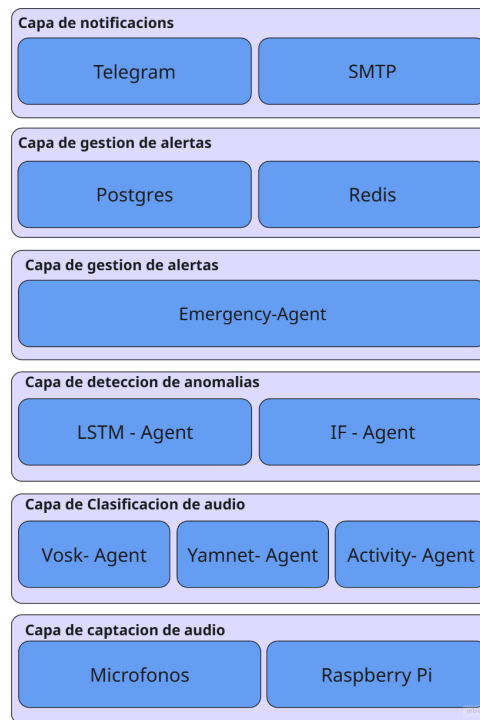 Capa de notificacions
Telegram
SMTP
Capa de gestion de alertas
Postgres
Redis
Capa de gestion de alertas
Emergency-Agent
Capa de deteccion de anomalias
LSTM - Agent
IF - Agent
Capa de Clasificacion de audio
Vosk- Agent
Yamnet- Agent
Activity- Agent
Capa de captacion de audio
Microfonos
Raspberry Pi